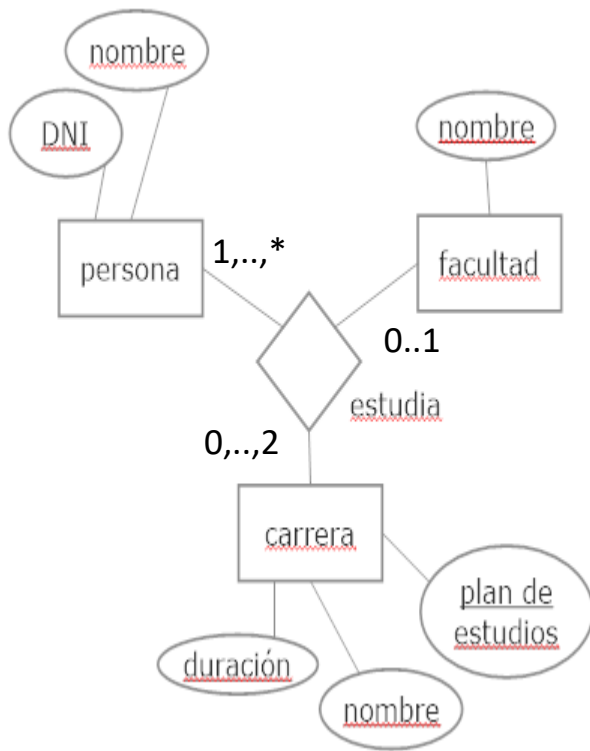 nombre
DNI
nombre
persona
1,..,*
facultad
0..1
estudia
0,..,2
carrera
plan de
estudios
duración
nombre